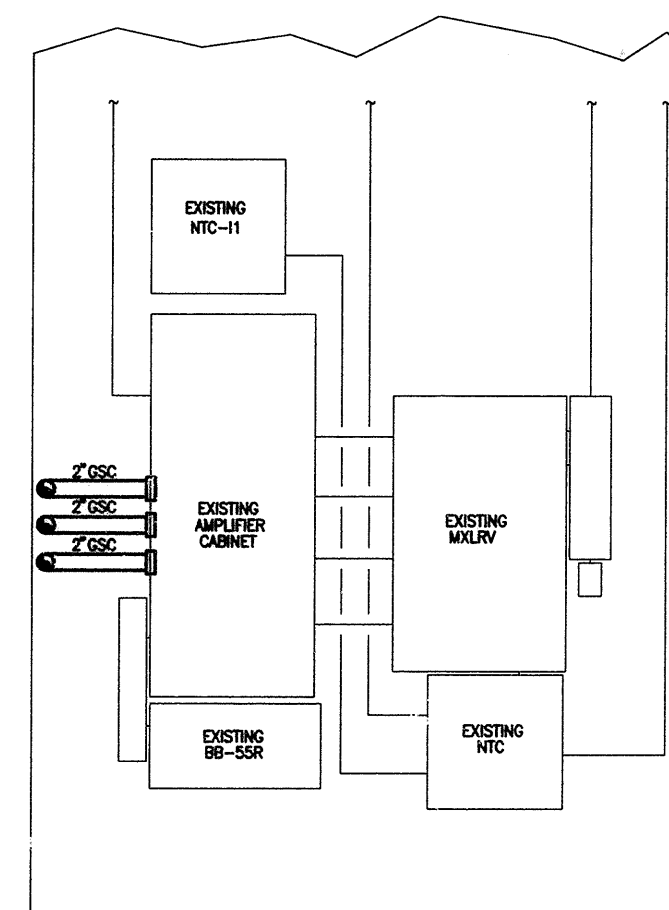 EXISTING
NTC-I1
2" GSC
2" GSC
2" GSC
EXISTING
AMPLIFIER
CABINET
EXISTING
MXLRV
EXISTING
BB-55R
EXISTING
NTC